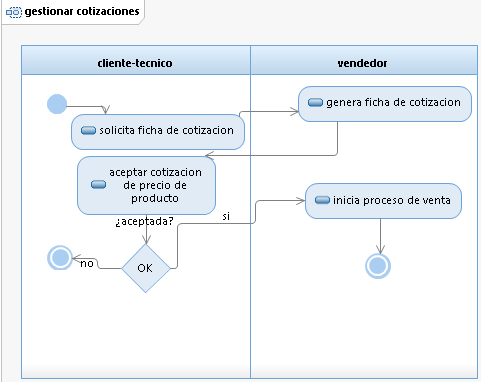 gestionar cotizaciones
cliente-tecnico
vendedor
solicita ficha de cotizacion
genera ficha de cotizacion
aceptar cotizacion
de precio de
producto
inicia proceso de venta
¿aceptada?
si
no
OK